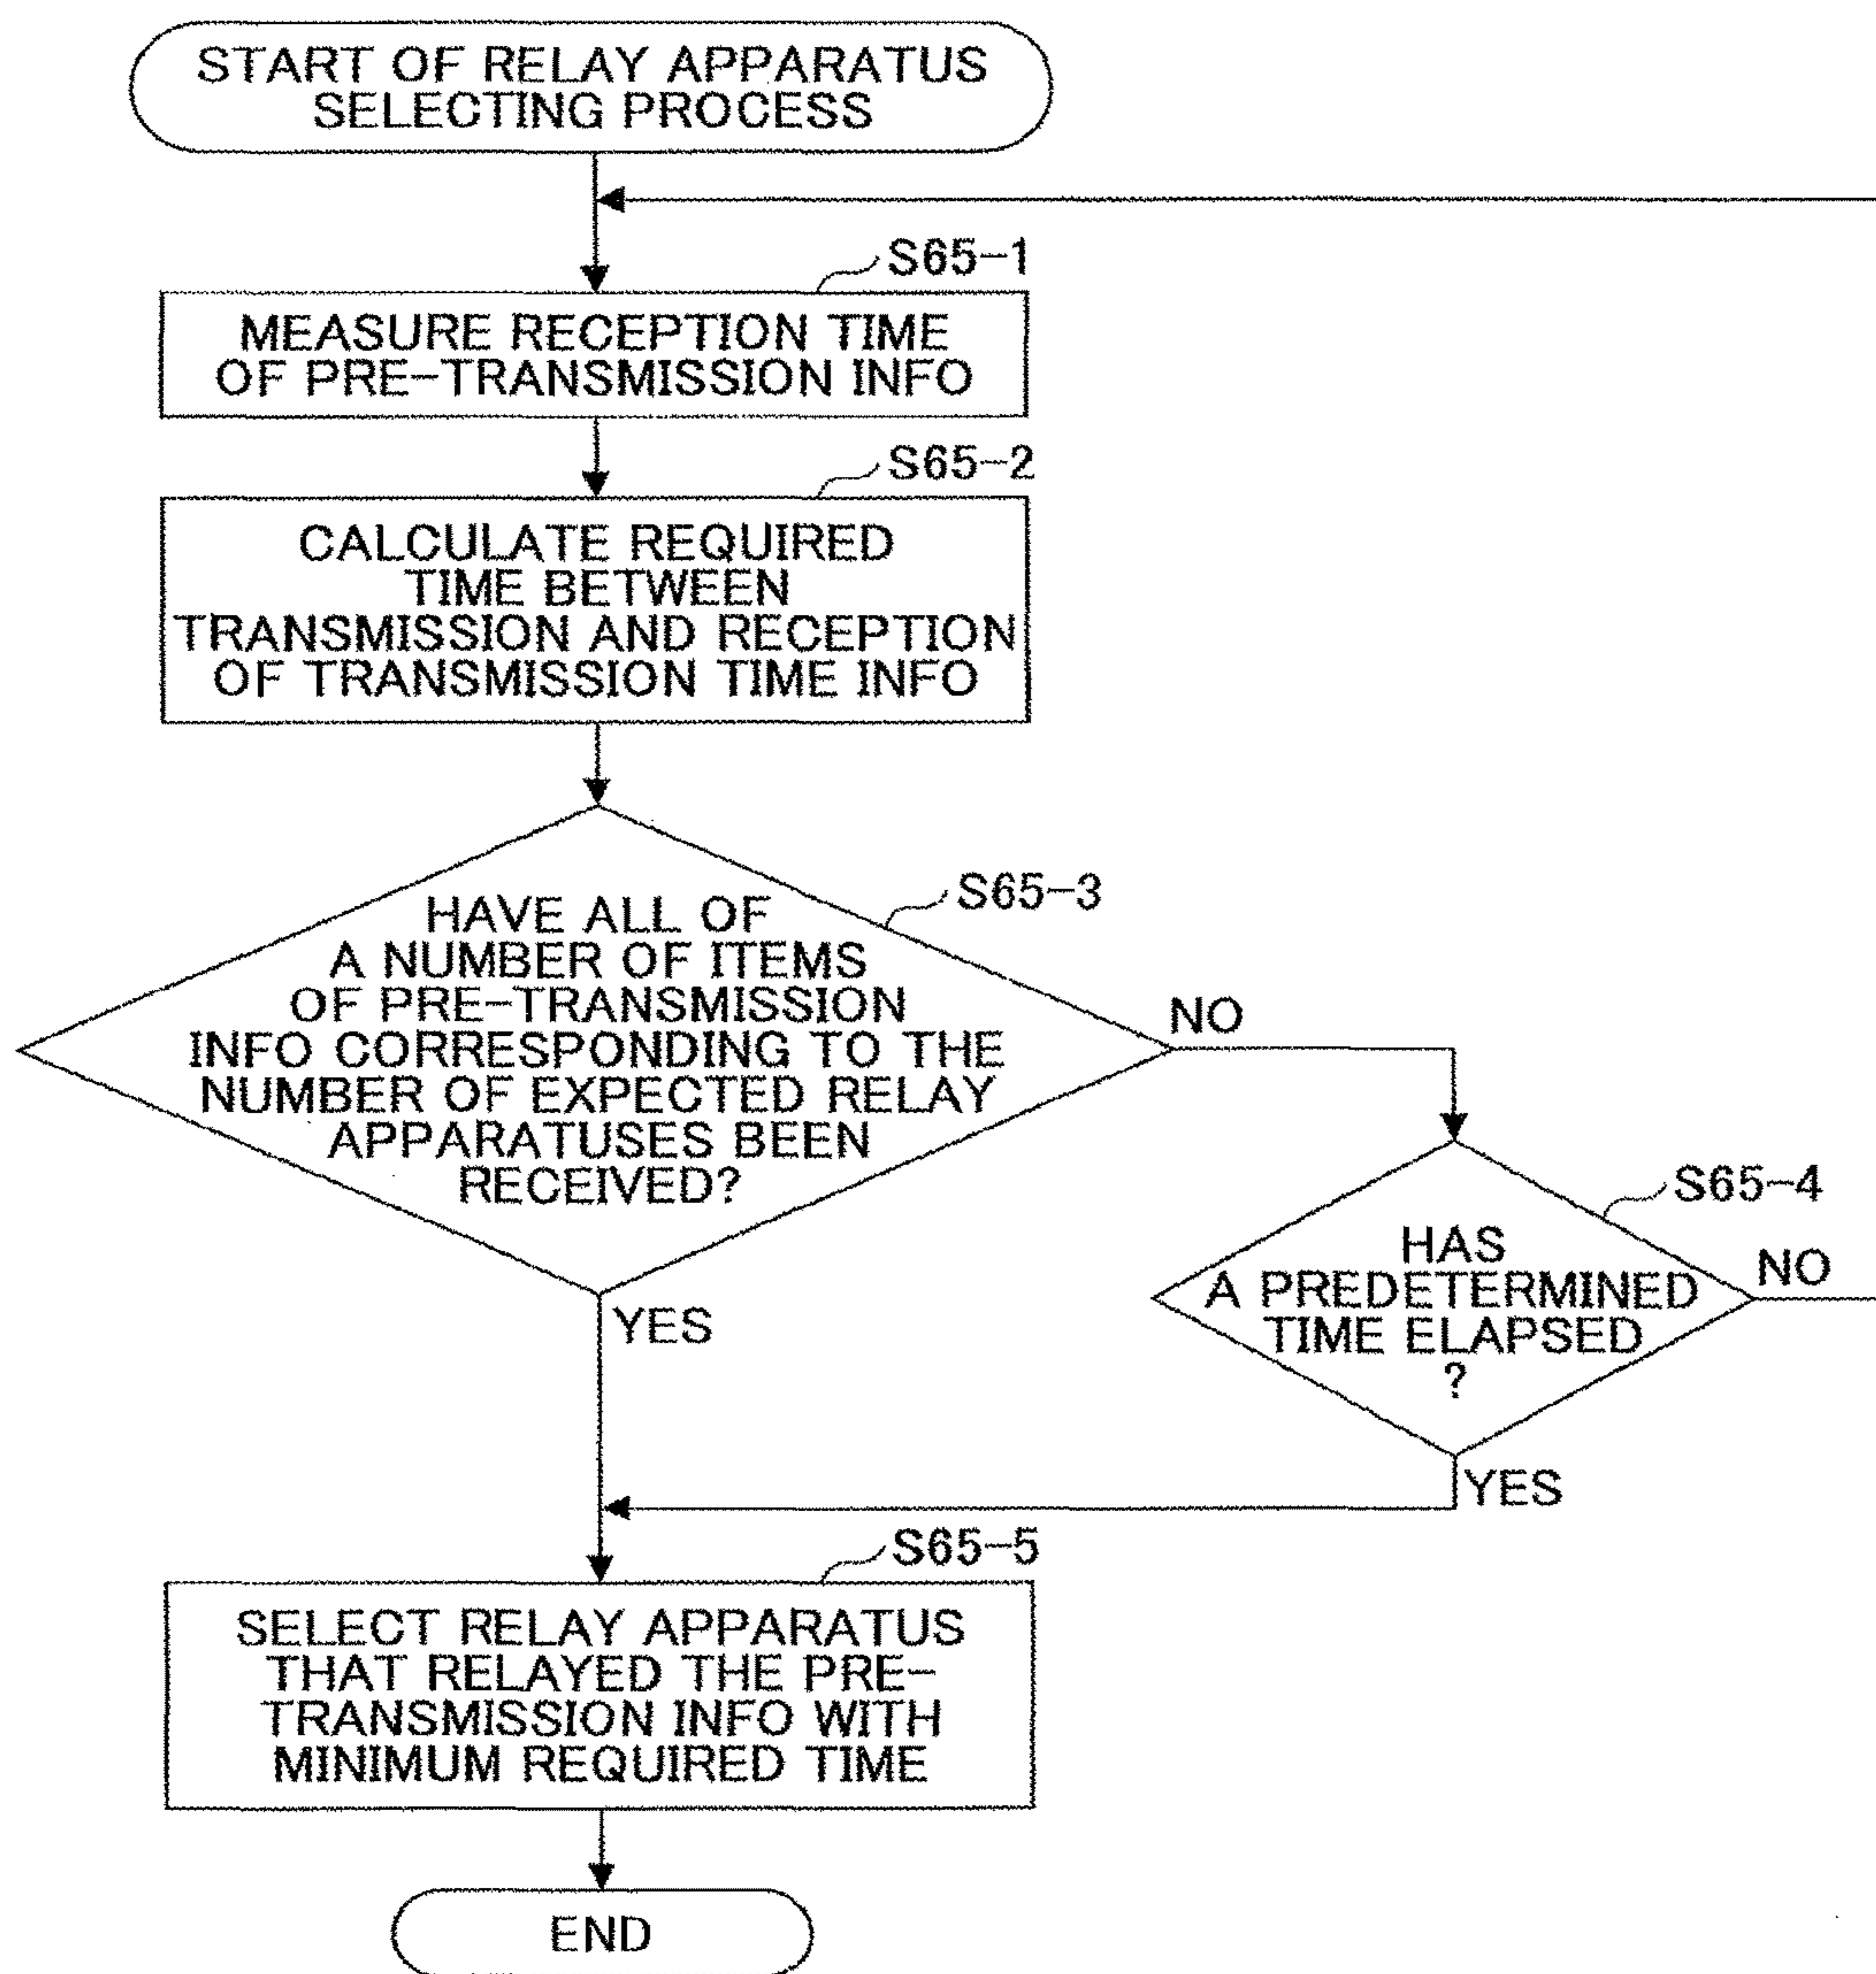 START OF RELAY APPARATUS
SELECTING PROCESS
S65-1
MEASURE RECEPTION TIME
OF PRE-TRANSMISSION INFO
S65-2
CALCULATE REQUIRED
TIME BETWEEN
TRANSMISSION AND RECEPTION
OF TRANSMISSION TIME INFO
S65-3
HAVE ALL OF
A NUMBER OF ITEMS
OF PRE-TRANSMISSION
INFO CORRESPONDING TO THE
NUMBER OF EXPECTED RELAY
APPARATUSES BEEN
RECEIVED?
NO
YES
S65-4
HAS
A PREDETERMINED
TIME ELAPSED
?
NO
YES
S65-5
SELECT RELAY APPARATUS
THAT RELAYED THE PRE-
TRANSMISSION INFO WITH
MINIMUM REQUIRED TIME
END